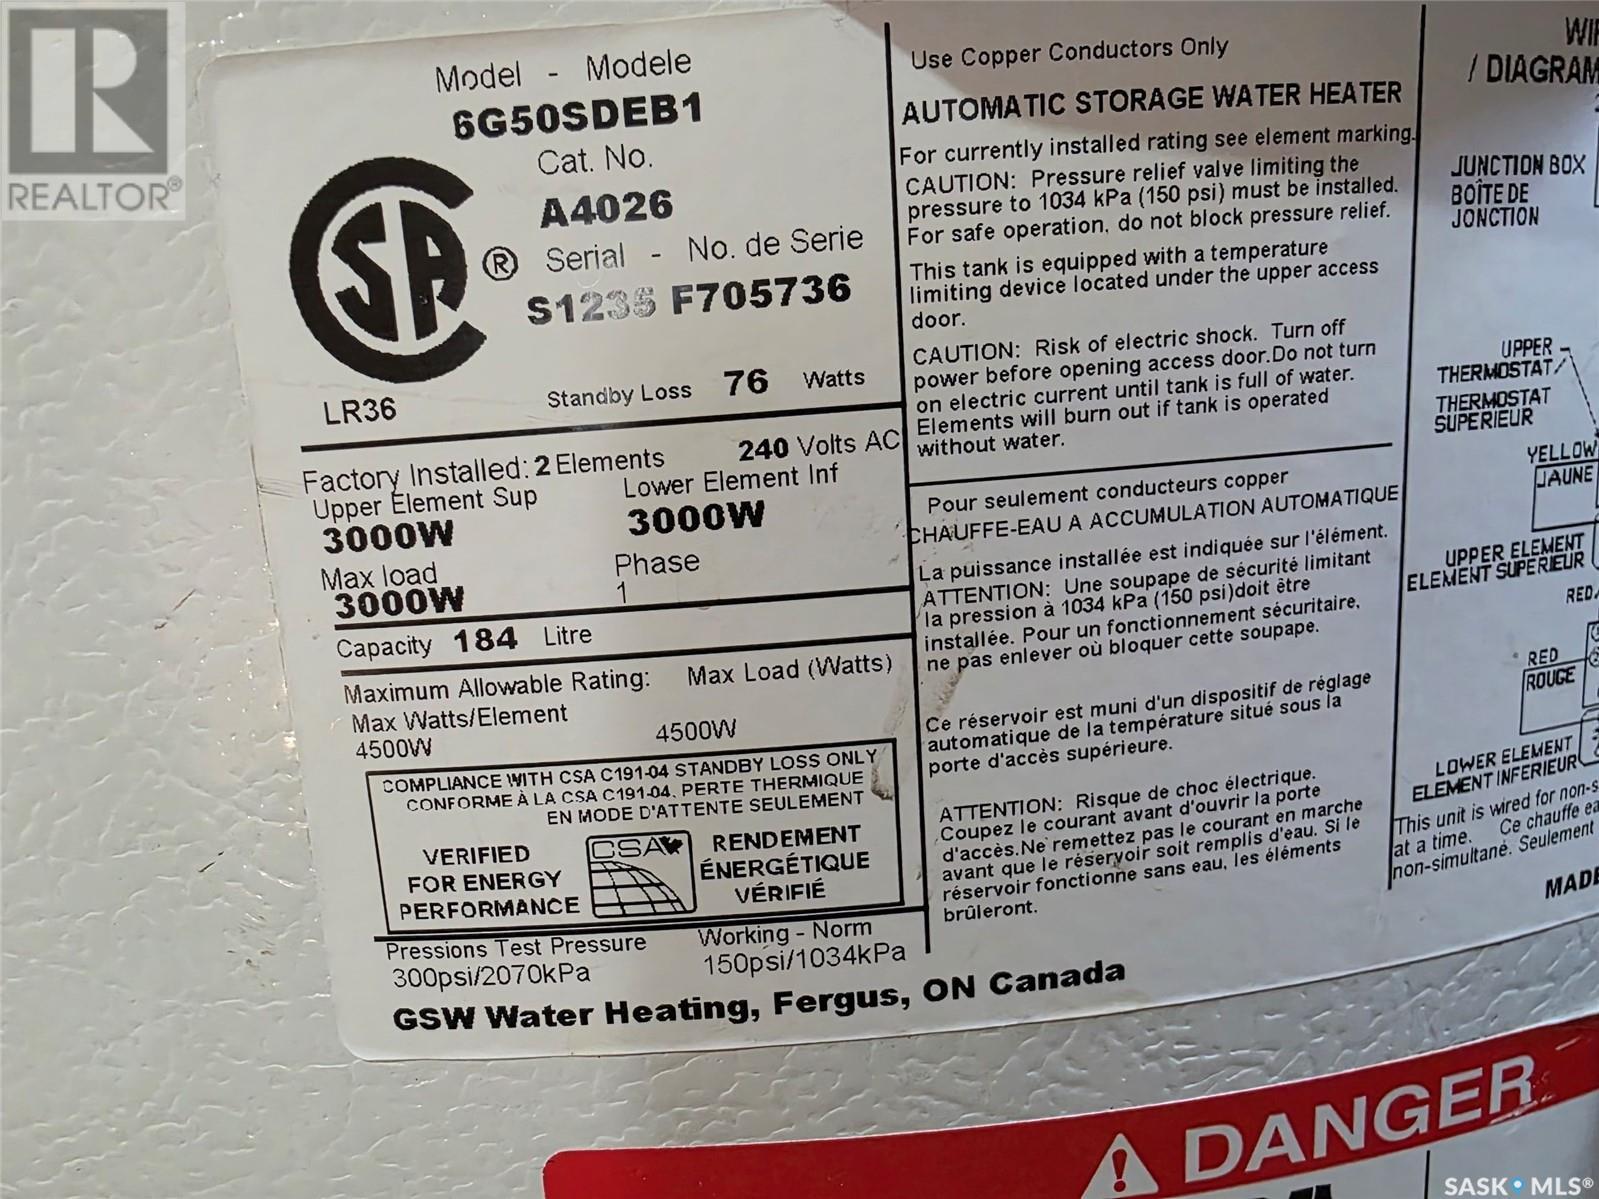 REALTOR®
Model - Modele
6G50SDEB1
Cat. No.
A4026
Serial - No. de Serie
S1235 F705736
CSA ®
LR36
Standby Loss 76 Watts
Factory Installed: 2 Elements 240 Volts AC
Upper Element Sup Lower Element Inf
3000W 3000W
Max load Phase
3000W 1
Capacity 184 Litre
Maximum Allowable Rating: Max Load (Watts)
Max Watts/Element
4500W 4500W
COMPLIANCE WITH CSA C191-04 STANDBY LOSS ONLY
CONFORME À LA CSA C191-04, PERTE THERMIQUE
EN MODE D'ATTENTE SEULEMENT
VERIFIED
FOR ENERGY
PERFORMANCE
CSA
RENDEMENT
ÉNERGÉTIQUE
VÉRIFIÉ
Pressions Test Pressure Working - Norm
300psi/2070kPa 150psi/1034kPa
GSW Water Heating, Fergus, ON Canada
Use Copper Conductors Only
AUTOMATIC STORAGE WATER HEATER
For currently installed rating see element marking.
CAUTION: Pressure relief valve limiting the
pressure to 1034 kPa (150 psi) must be installed.
For safe operation, do not block pressure relief.
This tank is equipped with a temperature
limiting device located under the upper access
door.
CAUTION: Risk of electric shock. Turn off
power before opening access door.Do not turn
on electric current until tank is full of water.
Elements will burn out if tank is operated
without water.
Pour seulement conducteurs copper
CHAUFFE-EAU A ACCUMULATION AUTOMATIQUE
La puissance installée est indiquée sur l'élément.
ATTENTION: Une soupape de sécurité limitant
la pression à 1034 kPa (150 psi)doit être
installée. Pour un fonctionnement sécuritaire,
ne pas enlever où bloquer cette soupape.
Ce réservoir est muni d'un dispositif de réglage
automatique de la température situé sous la
porte d'accès supérieure.
ATTENTION: Risque de choc électrique.
Coupez le courant avant d'ouvrir la porte
d'accès.Ne remettez pas le courant en marche
avant que le réservoir soit remplis d'eau. Si le
réservoir fonctionne sans eau, les éléments
brûleront.
/ DIAGRAM
JUNCTION BOX
BOÎTE DE
JONCTION
UPPER
THERMOSTAT
THERMOSTAT
SUPERIEUR
YELLOW
JAUNE
UPPER ELEMENT
ELEMENT SUPERIEUR
RED
RED
ROUGE
LOWER ELEMENT
ELEMENT INFERIEUR
This unit is wired for non-s
at a time. Ce chauffe ea
non-simultané. Seulement
MADE
DANGER
SASK MLS®